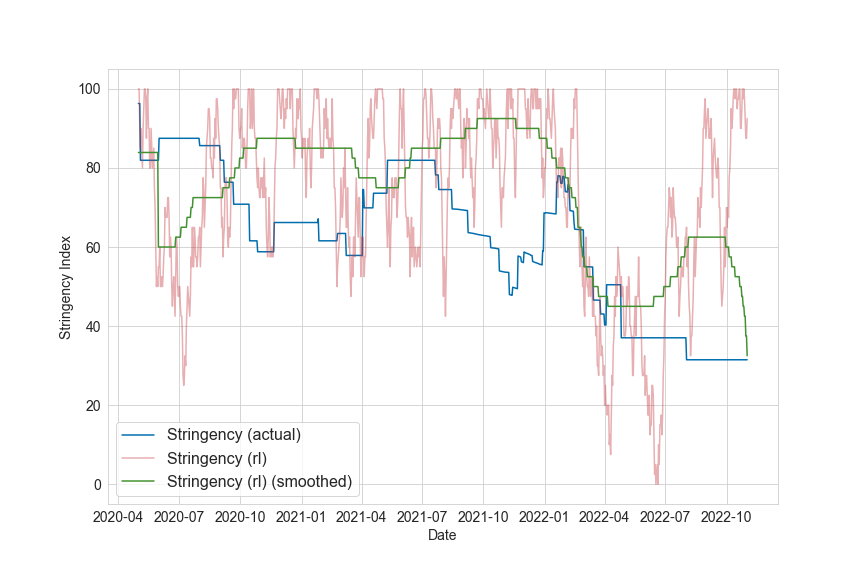 100
80
60
40
20
0
Stringency Index
Stringency (actual)
Stringency (rl)
Stringency (rl) (smoothed)
2020-04 2020-07 2020-10 2021-01 2021-04 2021-07 2021-10 2022-01 2022-04 2022-07 2022-10
Date